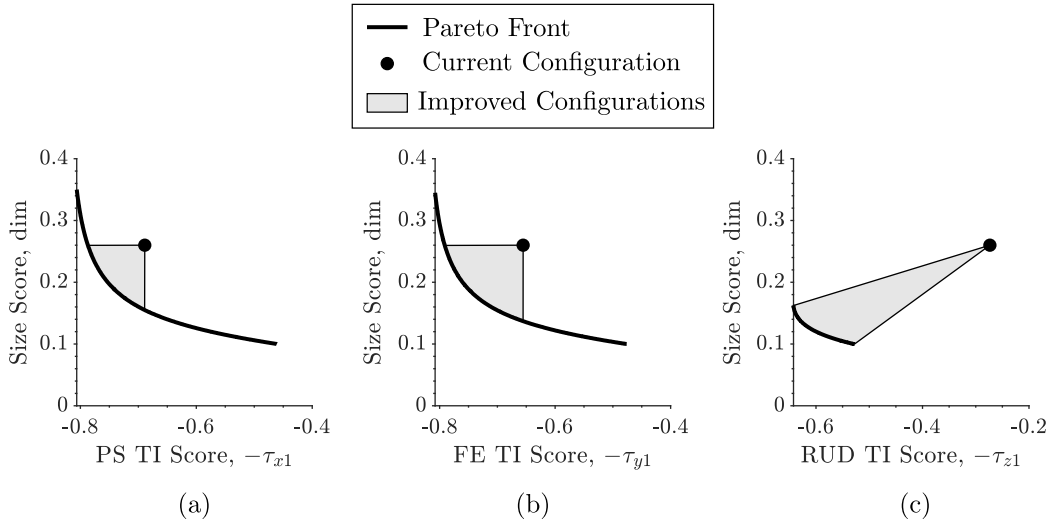 Pareto Front
Current Configuration
Improved Configurations
Size Score, dim
0.4
0.3
0.2
0.1
0
-0.8
-0.6
-0.4
PS TI Score, −τx1
(a)
Size Score, dim
0.4
0.3
0.2
0.1
0
-0.8
-0.6
-0.4
FE TI Score, −τy1
(b)
Size Score, dim
0.4
0.3
0.2
0.1
0
-0.6
-0.4
-0.2
RUD TI Score, −τz1
(c)